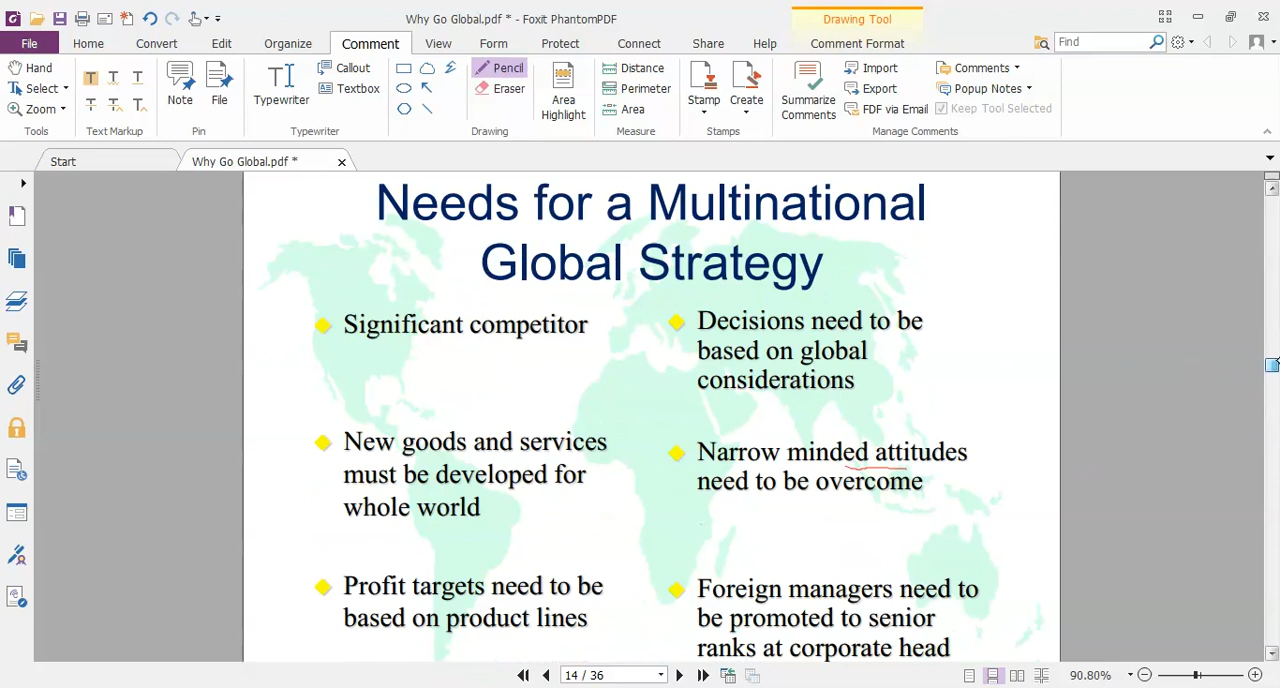 Why Go Global.pdf * - Foxit PhantomPDF
Drawing Tool
File Home Convert Edit Organize Comment View Form Protect Connect Share Help Comment Format
Find
Hand
Select
Zoom
Tools
Text Markup
Note
File
Pin
Typewriter
Callout
Textbox
Typewriter
Pencil
Eraser
Drawing
Area
Highlight
Distance
Perimeter
Area
Measure
Stamp
Create
Stamps
Summarize
Comments
Import
Export
FDF via Email
Comments
Popup Notes
Keep Tool Selected
Manage Comments
Start
Why Go Global.pdf *
Needs for a Multinational
Global Strategy
Significant competitor
New goods and services
must be developed for
whole world
Profit targets need to be
based on product lines
Decisions need to be
based on global
considerations
Narrow minded attitudes
need to be overcome
Foreign managers need to
be promoted to senior
ranks at corporate head
14 / 36
90.80%